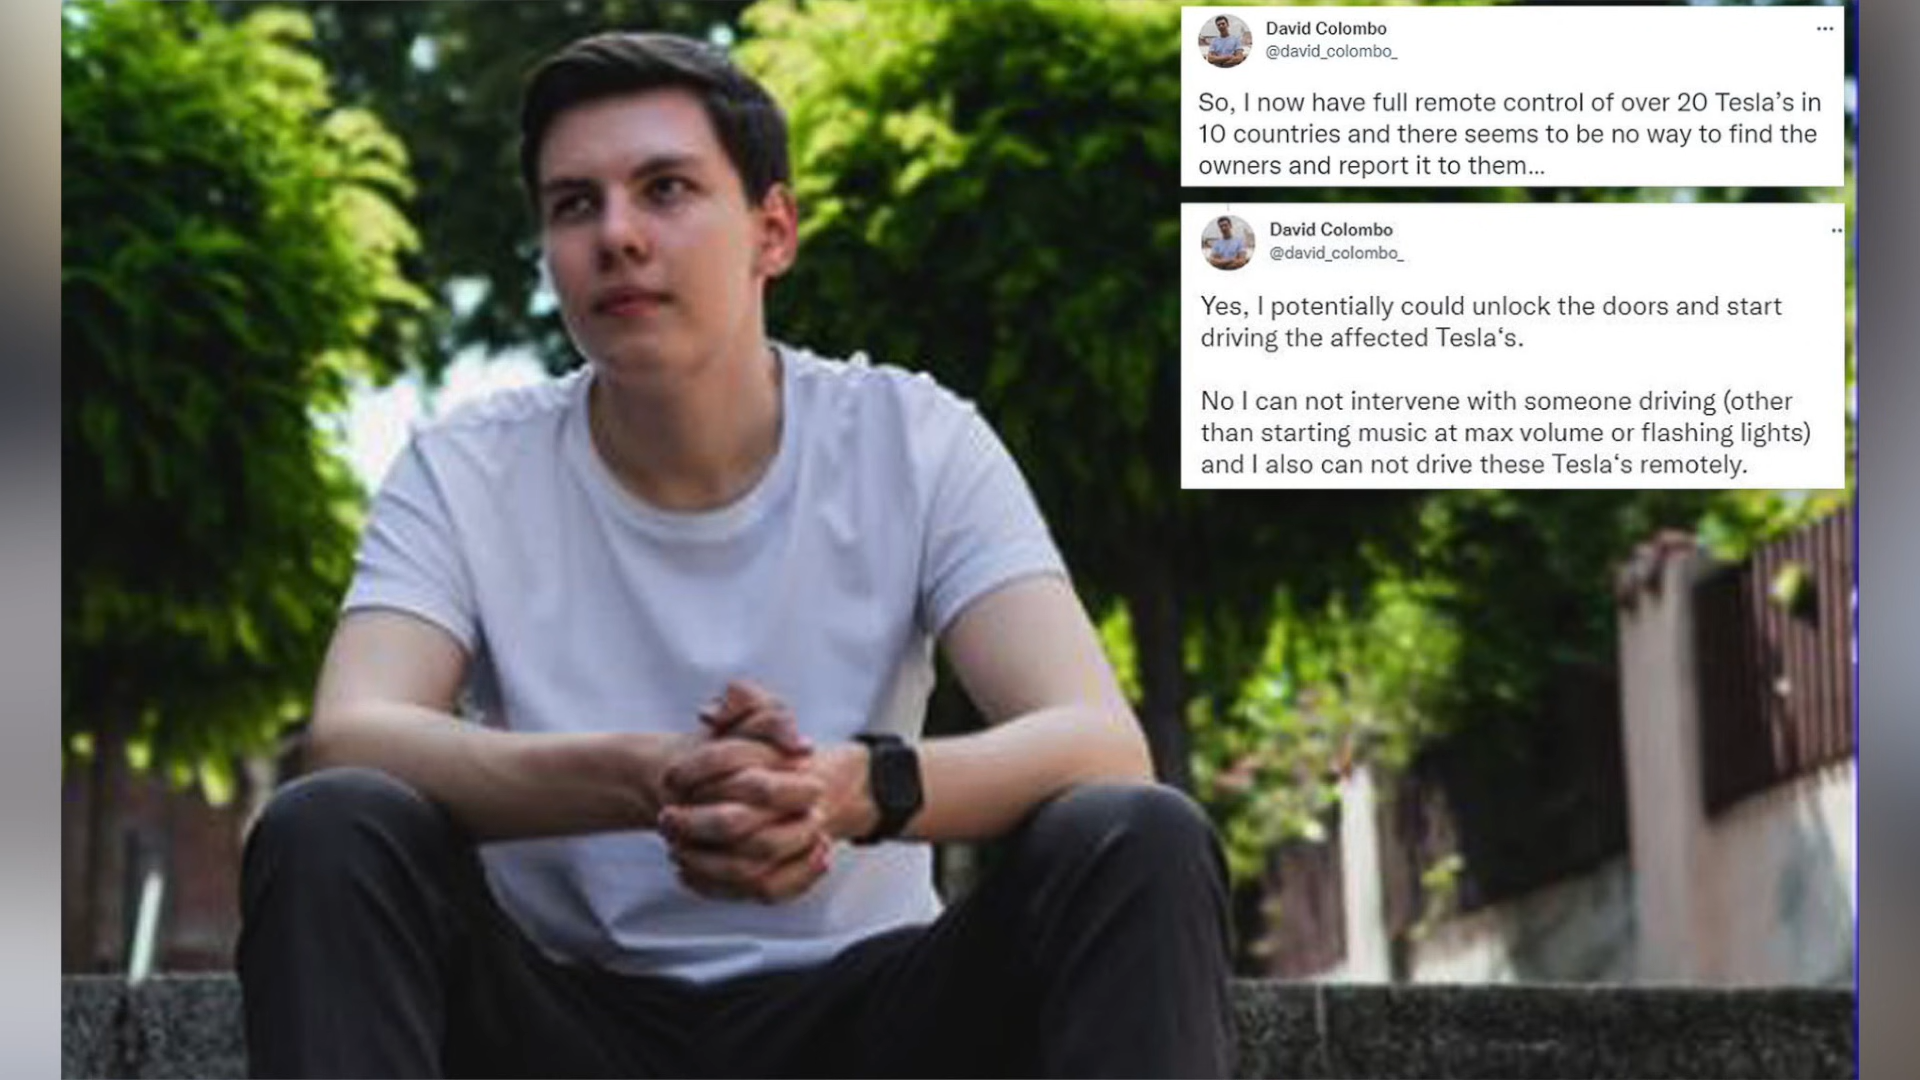 David Colombo
@david_colombo_
So, I now have full remote control of over 20 Tesla’s in
10 countries and there seems to be no way to find the
owners and report it to them...
David Colombo
@david_colombo_
Yes, I potentially could unlock the doors and start
driving the affected Tesla‘s.
No I can not intervene with someone driving (other
than starting music at max volume or flashing lights)
and I also can not drive these Tesla‘s remotely.